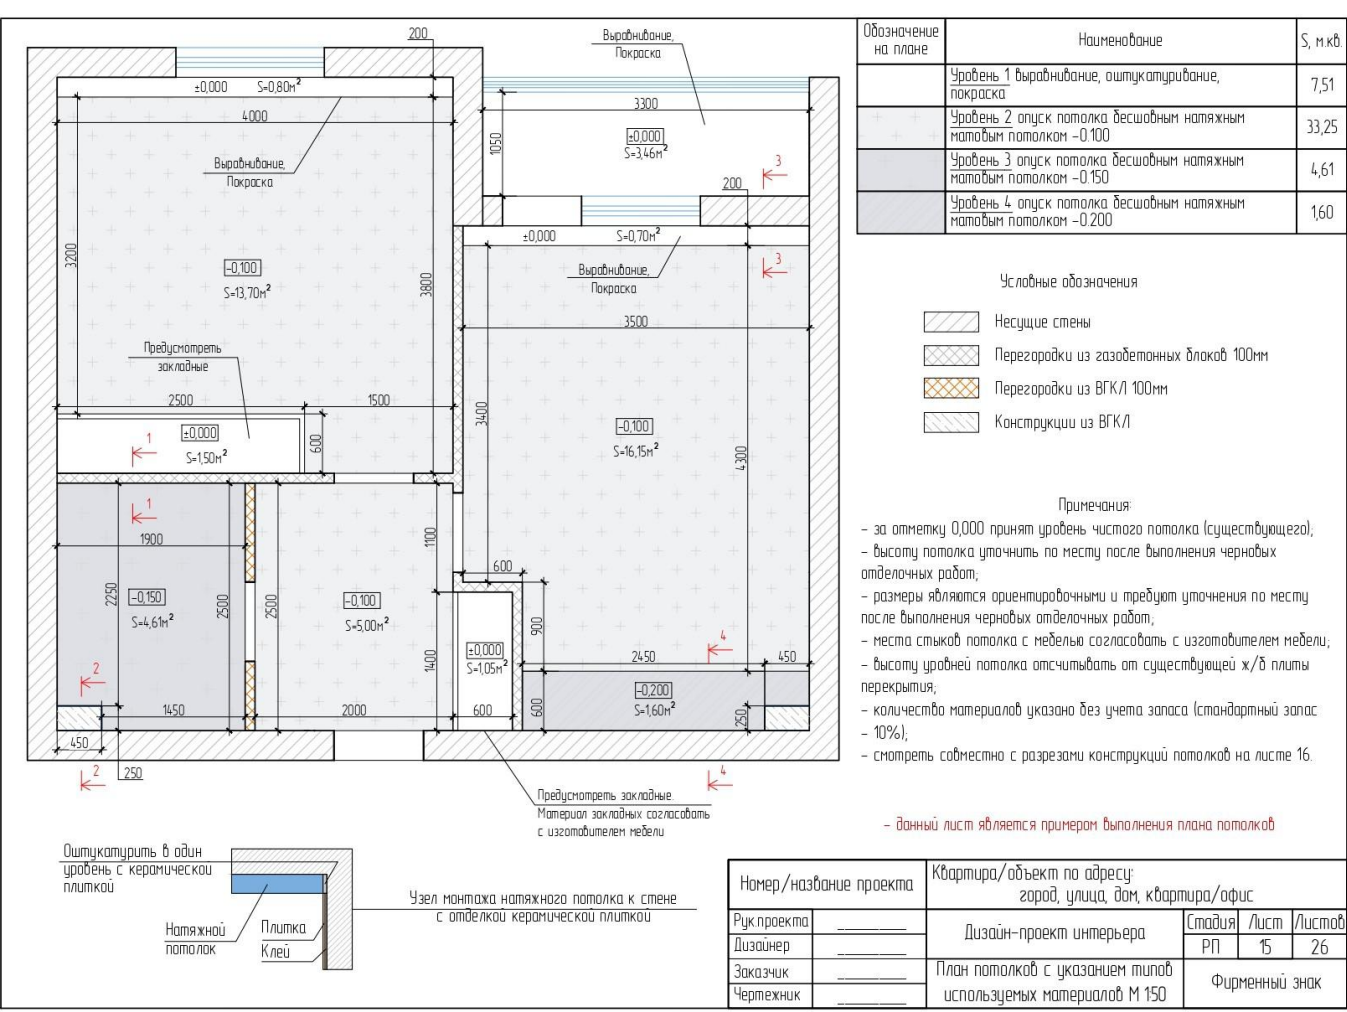 200
Выравнивание,
Покраска
±0,000 S=0,80м²
4000
3300
±0,000
S=3,46м²
1050
3
Выравнивание,
Покраска
200
±0,000 S=0,70м²
3
Выравнивание,
Покраска
3200
-0,100
S=13,70м²
3800
3500
Предусмотреть
закладные
2500
1500
3400
±0,000
S=1,50м²
1
600
-0,100
S=16,15м²
4300
1
1900
1100
2250
-0,150
S=4,61м²
2500
2500
-0,100
S=5,00м²
600
900
1400
±0,000
S=1,05м²
4
2450
450
2
-0,200
S=1,60м²
600
250
1450
2000
600
450
2
250
4
Предусмотреть закладные.
Материал закладных согласовать
с изготовителем мебели
Оштукатурить в один
уровень с керамической
плиткой
Натяжной
потолок
Плитка
Клей
Узел монтажа натяжного потолка к стене
с отделкой керамической плиткой
Обозначение
на плане
Наименование
S, м.кв.
Уровень 1 выравнивание, оштукатуривание,
покраска
7,51
Уровень 2 опуск потолка бесшовным натяжным
матовым потолком -0.100
33,25
Уровень 3 опуск потолка бесшовным натяжным
матовым потолком -0.150
4,61
Уровень 4 опуск потолка бесшовным натяжным
матовым потолком -0.200
1,60
Условные обозначения
Несущие стены
Перегородки из газобетонных блоков 100мм
Перегородки из ВГКЛ 100мм
Конструкции из ВГКЛ
Примечания:
- за отметку 0,000 принят уровень чистого потолка (существующего);
- высоту потолка уточнить по месту после выполнения черновых
отделочных работ;
- размеры являются ориентировочными и требуют уточнения по месту
после выполнения черновых отделочных работ;
- места стыков потолка с мебелью согласовать с изготовителем мебели;
- высоту уровней потолка отсчитывать от существующей ж/б плиты
перекрытия;
- количество материалов указано без учета запаса (стандартный запас
- 10%);
- смотреть совместно с разрезами конструкций потолков на листе 16.
- данный лист является примером выполнения плана потолков
Номер/название проекта
Квартира/объект по адресу:
город, улица, дом, квартира/офис
Рук.проекта
Дизайнер
Заказчик
Чертежник
Дизайн-проект интерьера
Стадия Лист Листов
РП 15 26
План потолков с указанием типов
используемых материалов М 1:50
Фирменный знак